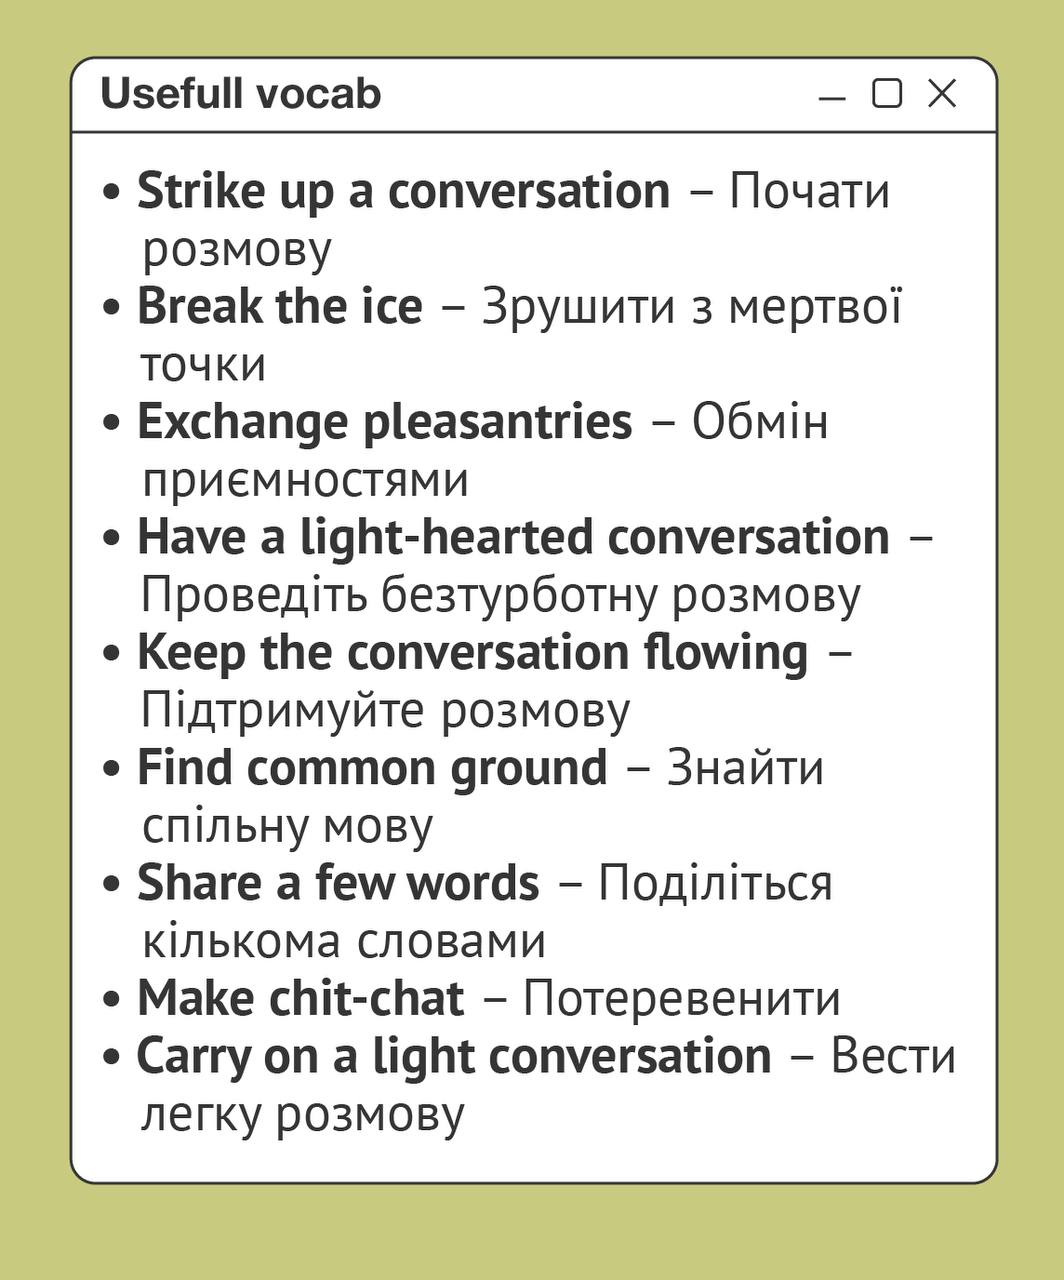 Usefull vocab
• Strike up a conversation – Почати
розмову
• Break the ice – Зрушити з мертвої
точки
• Exchange pleasantries – Обмін
приємностями
• Have a light-hearted conversation –
Проведіть безтурботну розмову
• Keep the conversation flowing –
Підтримуйте розмову
• Find common ground – Знайти
спільну мову
• Share a few words – Поділіться
кількома словами
• Make chit-chat – Потеревенити
• Carry on a light conversation – Вести
легку розмову